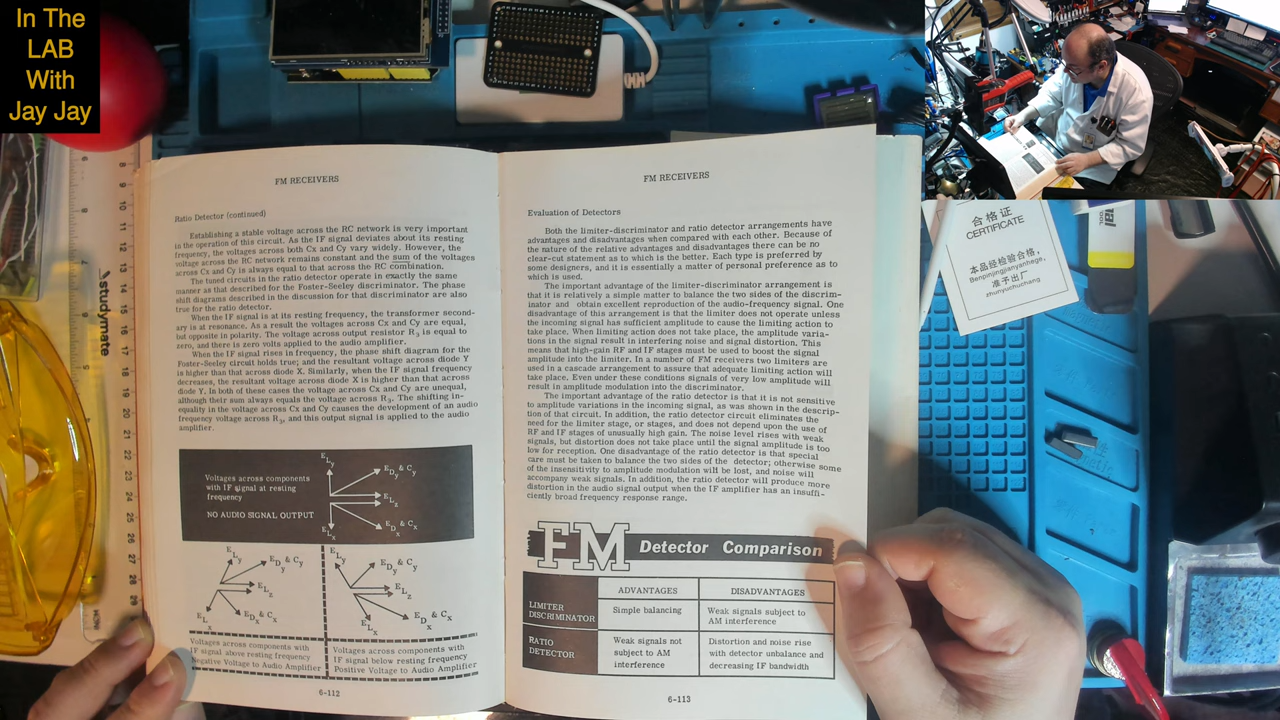 In The
LAB
With
Jay Jay
FM RECEIVERS
Ratio Detector (continued)
Establishing a stable voltage across the RC network is very important
to the operation of this circuit. As the IF signal deviates about its resting
frequency, the voltages across both Cx and Cy vary widely. However, the
voltage across the RC network remains constant and the sum of the voltages
across Cx and Cy is always equal to that across the RC combination.
The tuned circuits in the ratio detector operate in exactly the same
manner as that described for the Foster-Seeley discriminator. The phase
shift diagrams described in the discussion for that discriminator are also
true for the ratio detector.
When the IF signal is at its resting frequency, the transformer second-
ary is at resonance. As a result the voltages across Cx and Cy are equal,
but opposite in polarity. The voltage across output resistor R3 is equal to
zero, and there is zero volts applied to the audio amplifier.
When the IF signal rises in frequency, the phase shift diagram for the
Foster-Seeley circuit holds true; and the resultant voltage across diode Y
is higher than that across diode X. Similarly, when the IF signal frequency
decreases, the resultant voltage across diode X is higher than that across
diode Y. In both of these cases the voltage across Cx and Cy are unequal,
although their sum always equals the voltage across R3. The shifting in-
equality in the voltage across Cx and Cy causes the development of an audio
frequency voltage across R3, and this output signal is applied to the audio
amplifier.
Voltages across components
with IF signal at resting
frequency
NO AUDIO SIGNAL OUTPUT
ELy
EDy & Cy
ELz
EDx & Cx
ELx
ELy
EDy & Cy
ELz
EDx & Cx
ELx
Voltages across components with
IF signal above resting frequency
Negative Voltage to Audio Amplifier
ELy
EDy & Cy
ELz
EDx & Cx
ELx
Voltages across components with
IF signal below resting frequency
Positive Voltage to Audio Amplifier
6-112
FM RECEIVERS
Evaluation of Detectors
Both the limiter-discriminator and ratio detector arrangements have
advantages and disadvantages when compared with each other. Because of
the nature of the relative advantages and disadvantages there can be no
clear-cut statement as to which is the better. Each type is preferred by
some designers, and it is essentially a matter of personal preference as to
which is used.
The important advantage of the limiter-discriminator arrangement is
that it is relatively a simple matter to balance the two sides of the discrim-
inator and obtain excellent reproduction of the audio-frequency signal. One
disadvantage of this arrangement is that the limiter does not operate unless
the incoming signal has sufficient amplitude to cause the limiting action to
take place. When limiting action does not take place, the amplitude varia-
tions in the signal result in interfering noise and signal distortion. This
means that high-gain RF and IF stages must be used to boost the signal
amplitude into the limiter. In a number of FM receivers two limiters are
used in a cascade arrangement to assure that adequate limiting action will
take place. Even under these conditions signals of very low amplitude will
result in amplitude modulation into the discriminator.
The important advantage of the ratio detector is that it is not sensitive
to amplitude variations in the incoming signal, as was shown in the descrip-
tion of that circuit. In addition, the ratio detector circuit eliminates the
need for the limiter stage, or stages, and does not depend upon the use of
RF and IF stages of unusually high gain. The noise level rises with weak
signals, but distortion does not take place until the signal amplitude is too
low for reception. One disadvantage of the ratio detector is that special
care must be taken to balance the two sides of the detector; otherwise some
of the insensitivity to amplitude modulation will be lost, and noise will
accompany weak signals. In addition, the ratio detector will produce more
distortion in the audio signal output when the IF amplifier has an insuffi-
ciently broad frequency response range.
FM Detector Comparison
ADVANTAGES DISADVANTAGES
LIMITER DISCRIMINATOR Simple balancing Weak signals subject to AM interference
RATIO DETECTOR Weak signals not subject to AM interference Distortion and noise rise with detector unbalance and decreasing IF bandwidth
6-113
合格证
CERTIFICATE
本品经检验合格,
Benpinjingjianyanhege,
准予出厂
zhunyuchuchang
studymate